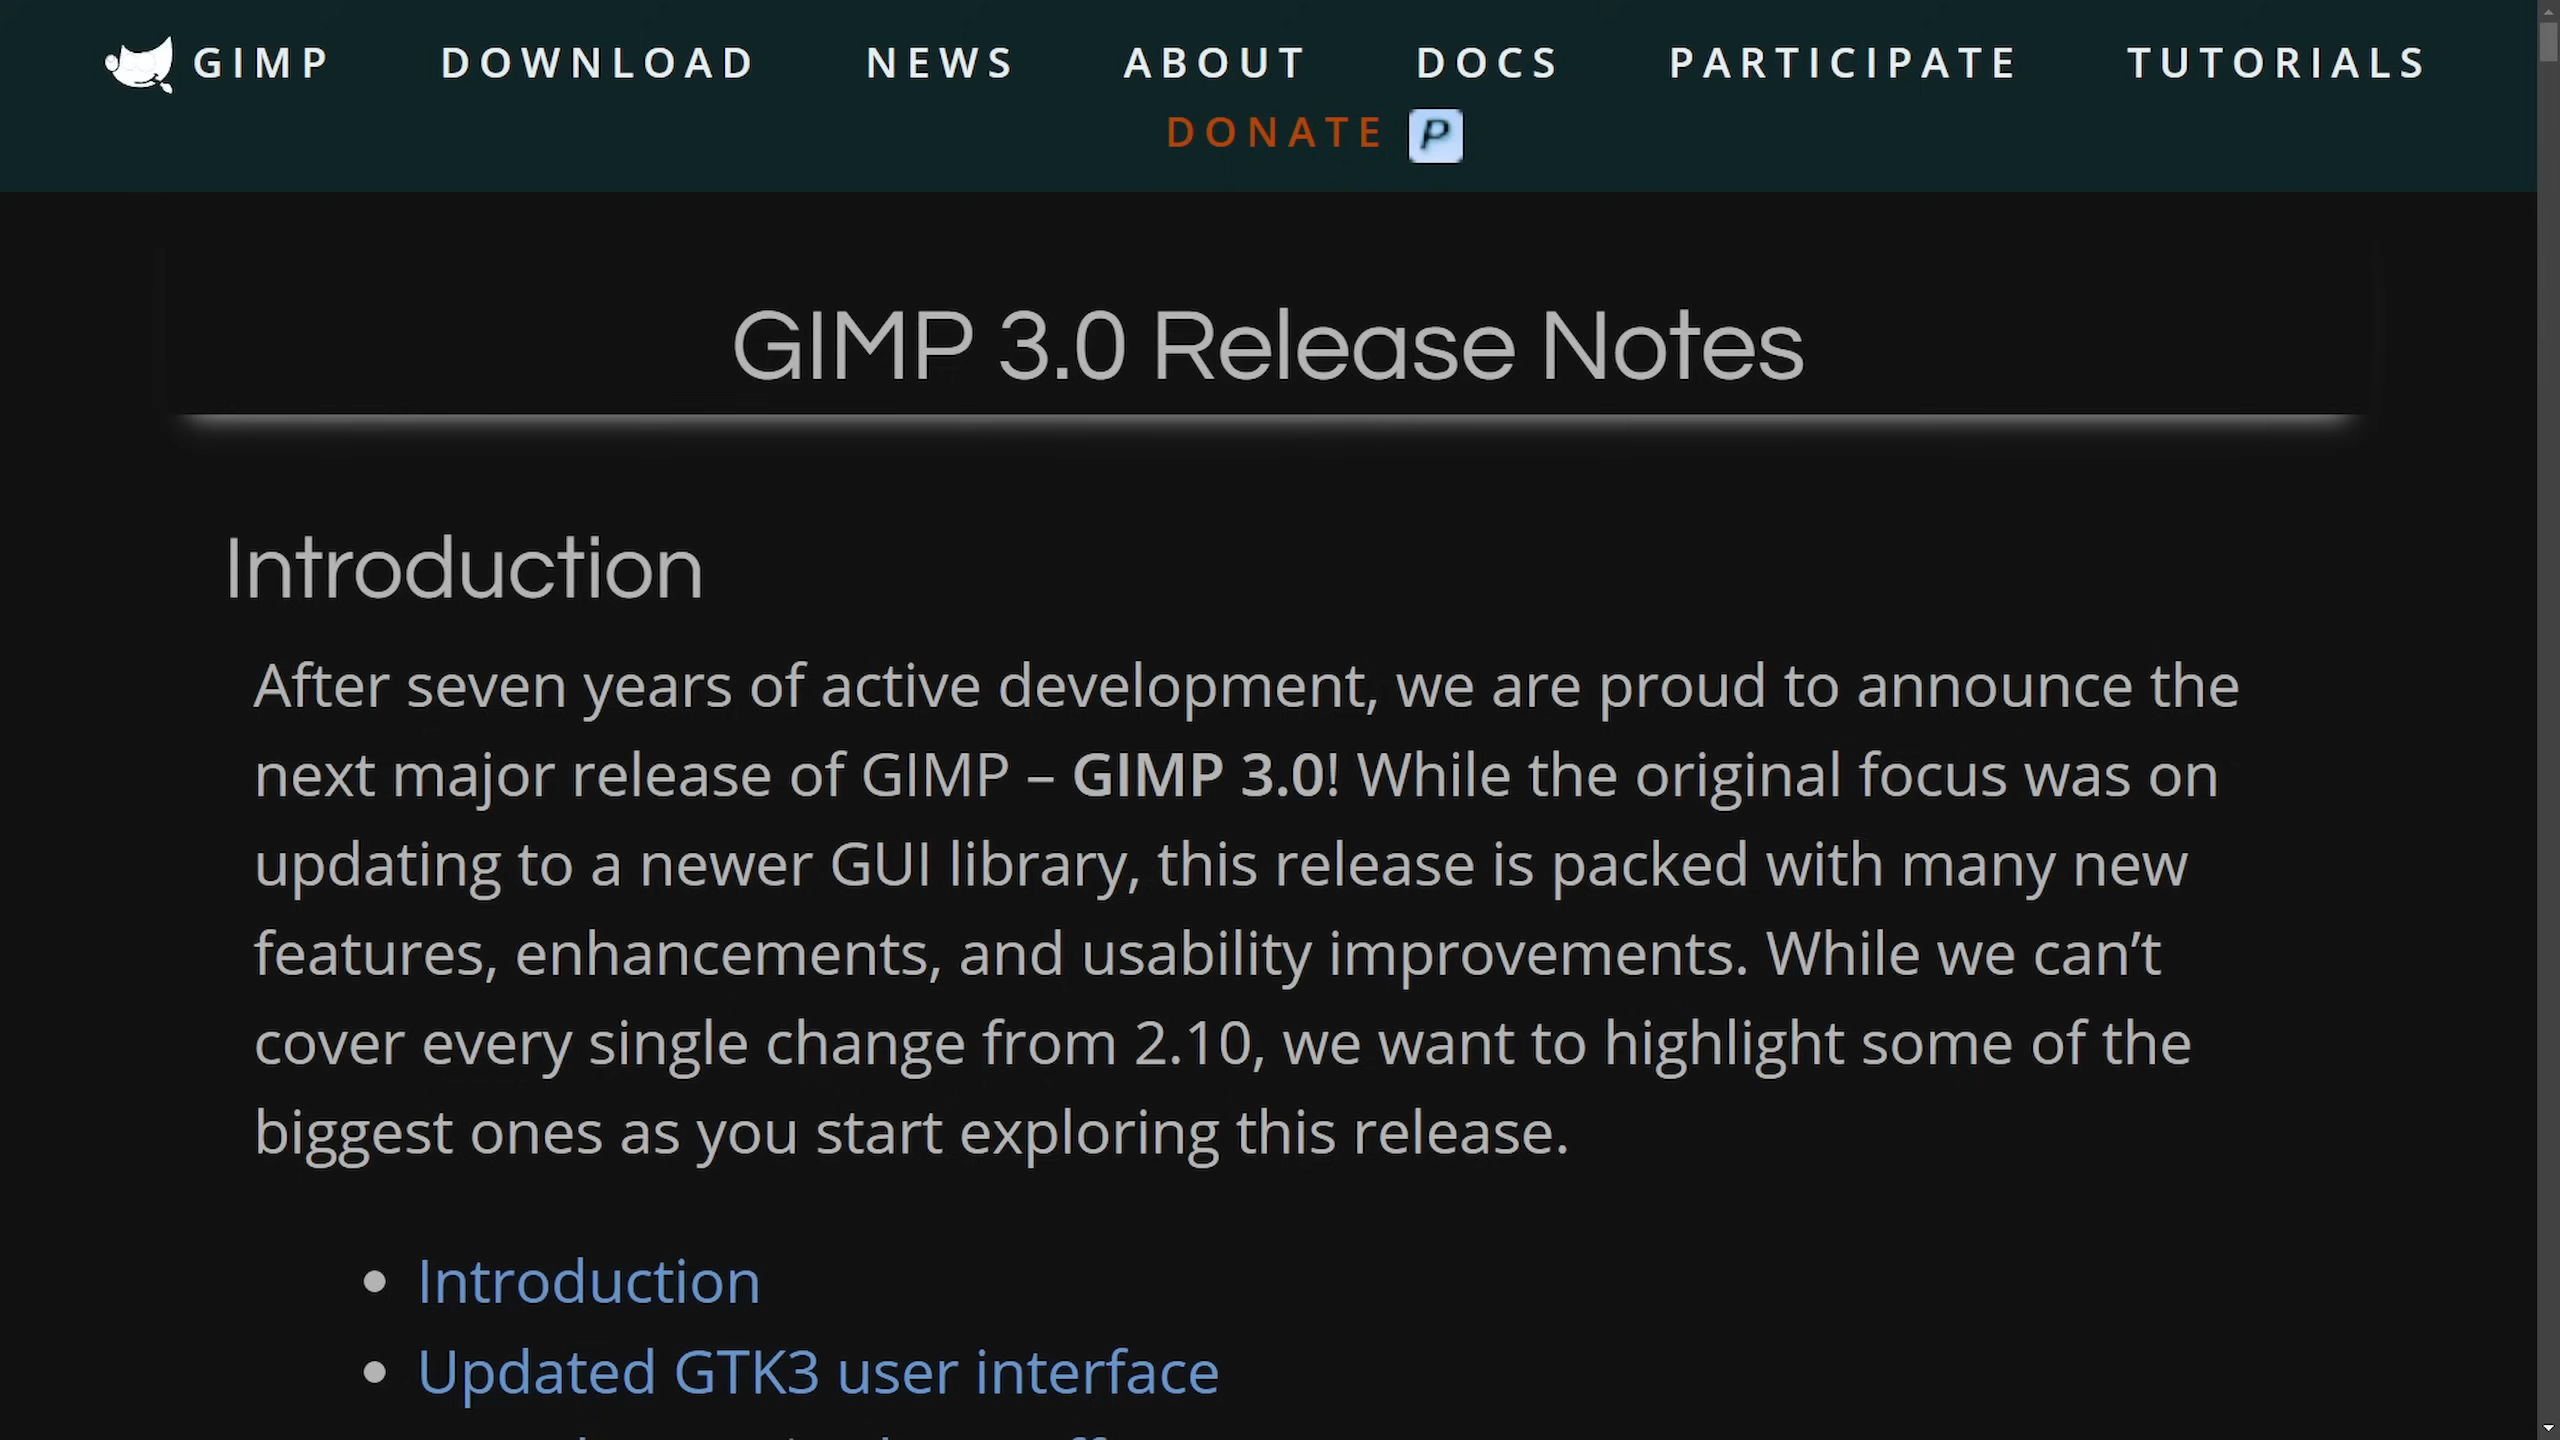 GIMP DOWNLOAD NEWS ABOUT DOCS PARTICIPATE TUTORIALS
DONATE P
GIMP 3.0 Release Notes
Introduction
After seven years of active development, we are proud to announce the
next major release of GIMP – GIMP 3.0! While the original focus was on
updating to a newer GUI library, this release is packed with many new
features, enhancements, and usability improvements. While we can’t
cover every single change from 2.10, we want to highlight some of the
biggest ones as you start exploring this release.
• Introduction
• Updated GTK3 user interface